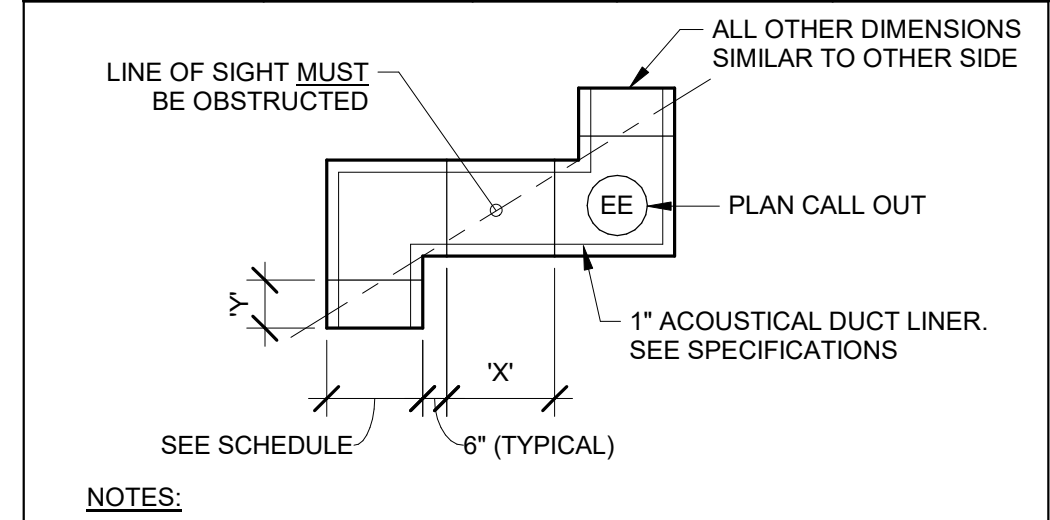 ALL OTHER DIMENSIONS
SIMILAR TO OTHER SIDE
LINE OF SIGHT MUST
BE OBSTRUCTED
EE
PLAN CALL OUT
'Y'
1" ACOUSTICAL DUCT LINER.
SEE SPECIFICATIONS
'X'
SEE SCHEDULE
6" (TYPICAL)
NOTES: